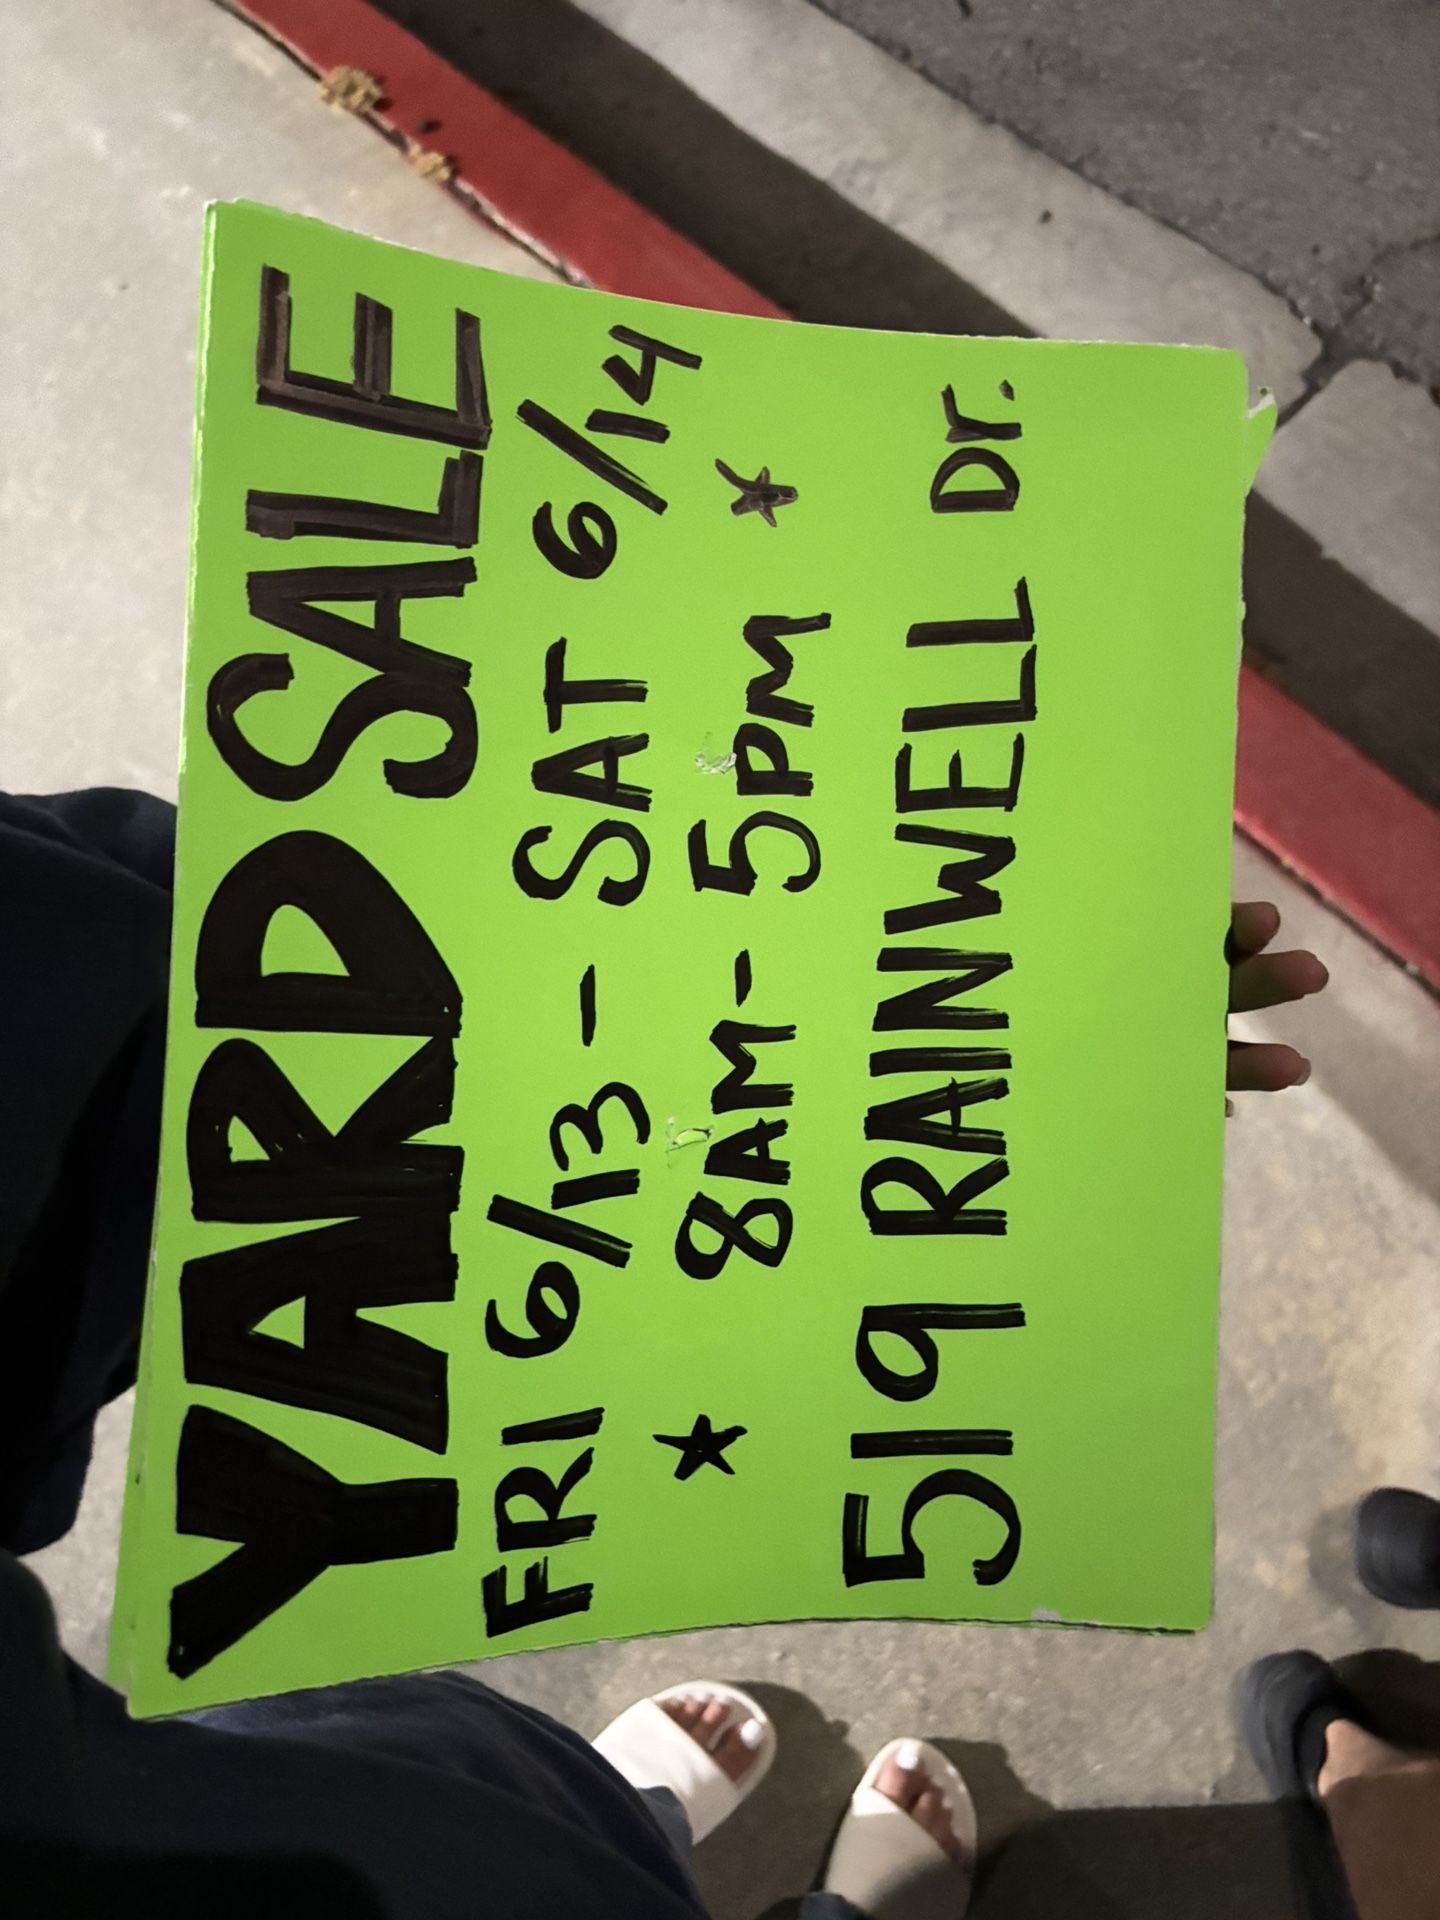 YARD SALE
FRI 6/13 - SAT 6/14
★ 8AM - 5PM ★
519 RAINWELL Dr.